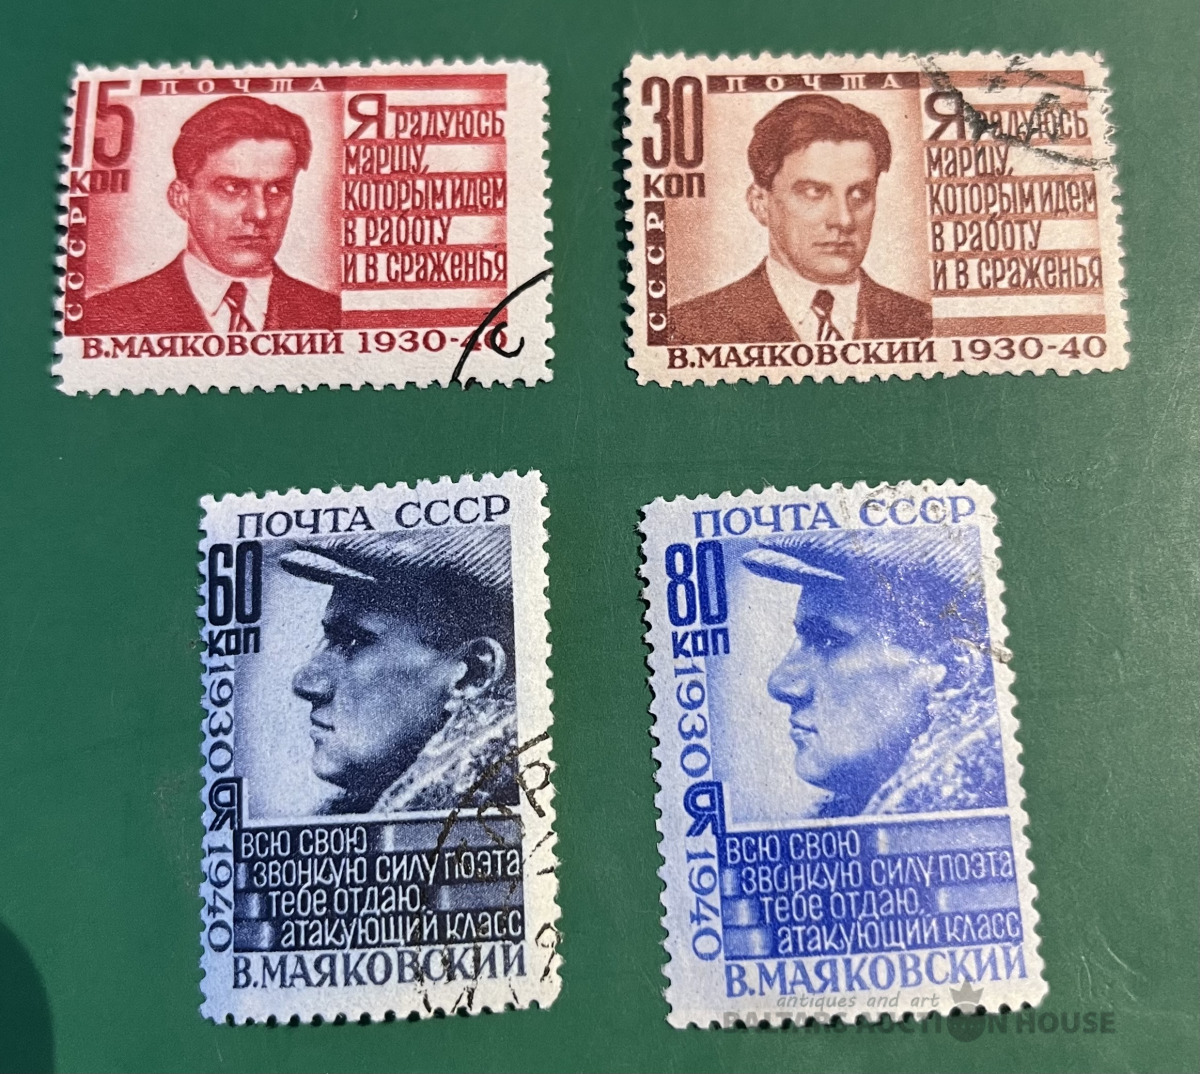 15
КОП
ПОЧТА
СССР
Я РАДУЮСЬ
МАРШУ,
КОТОРЫМ ИДЕМ
В РАБОТУ
И В СРАЖЕНЬЯ
В.МАЯКОВСКИЙ 1930-40
30
КОП
ПОЧТА
СССР
Я РАДУЮСЬ
МАРШУ,
КОТОРЫМ ИДЕМ
В РАБОТУ
И В СРАЖЕНЬЯ
В.МАЯКОВСКИЙ 1930-40
ПОЧТА СССР
60
КОП
1930 1940
Я
ВСЮ СВОЮ
ЗВОНКУЮ СИЛУ ПОЭТА
ТЕБЕ ОТДАЮ,
АТАКУЮЩИЙ КЛАСС
В.МАЯКОВСКИЙ
ПОЧТА СССР
80
КОП
1930 1940
Я
ВСЮ СВОЮ
ЗВОНКУЮ СИЛУ ПОЭТА
ТЕБЕ ОТДАЮ,
АТАКУЮЩИЙ КЛАСС
В.МАЯКОВСКИЙ
antiques and art
BALTARS AUCTION HOUSE